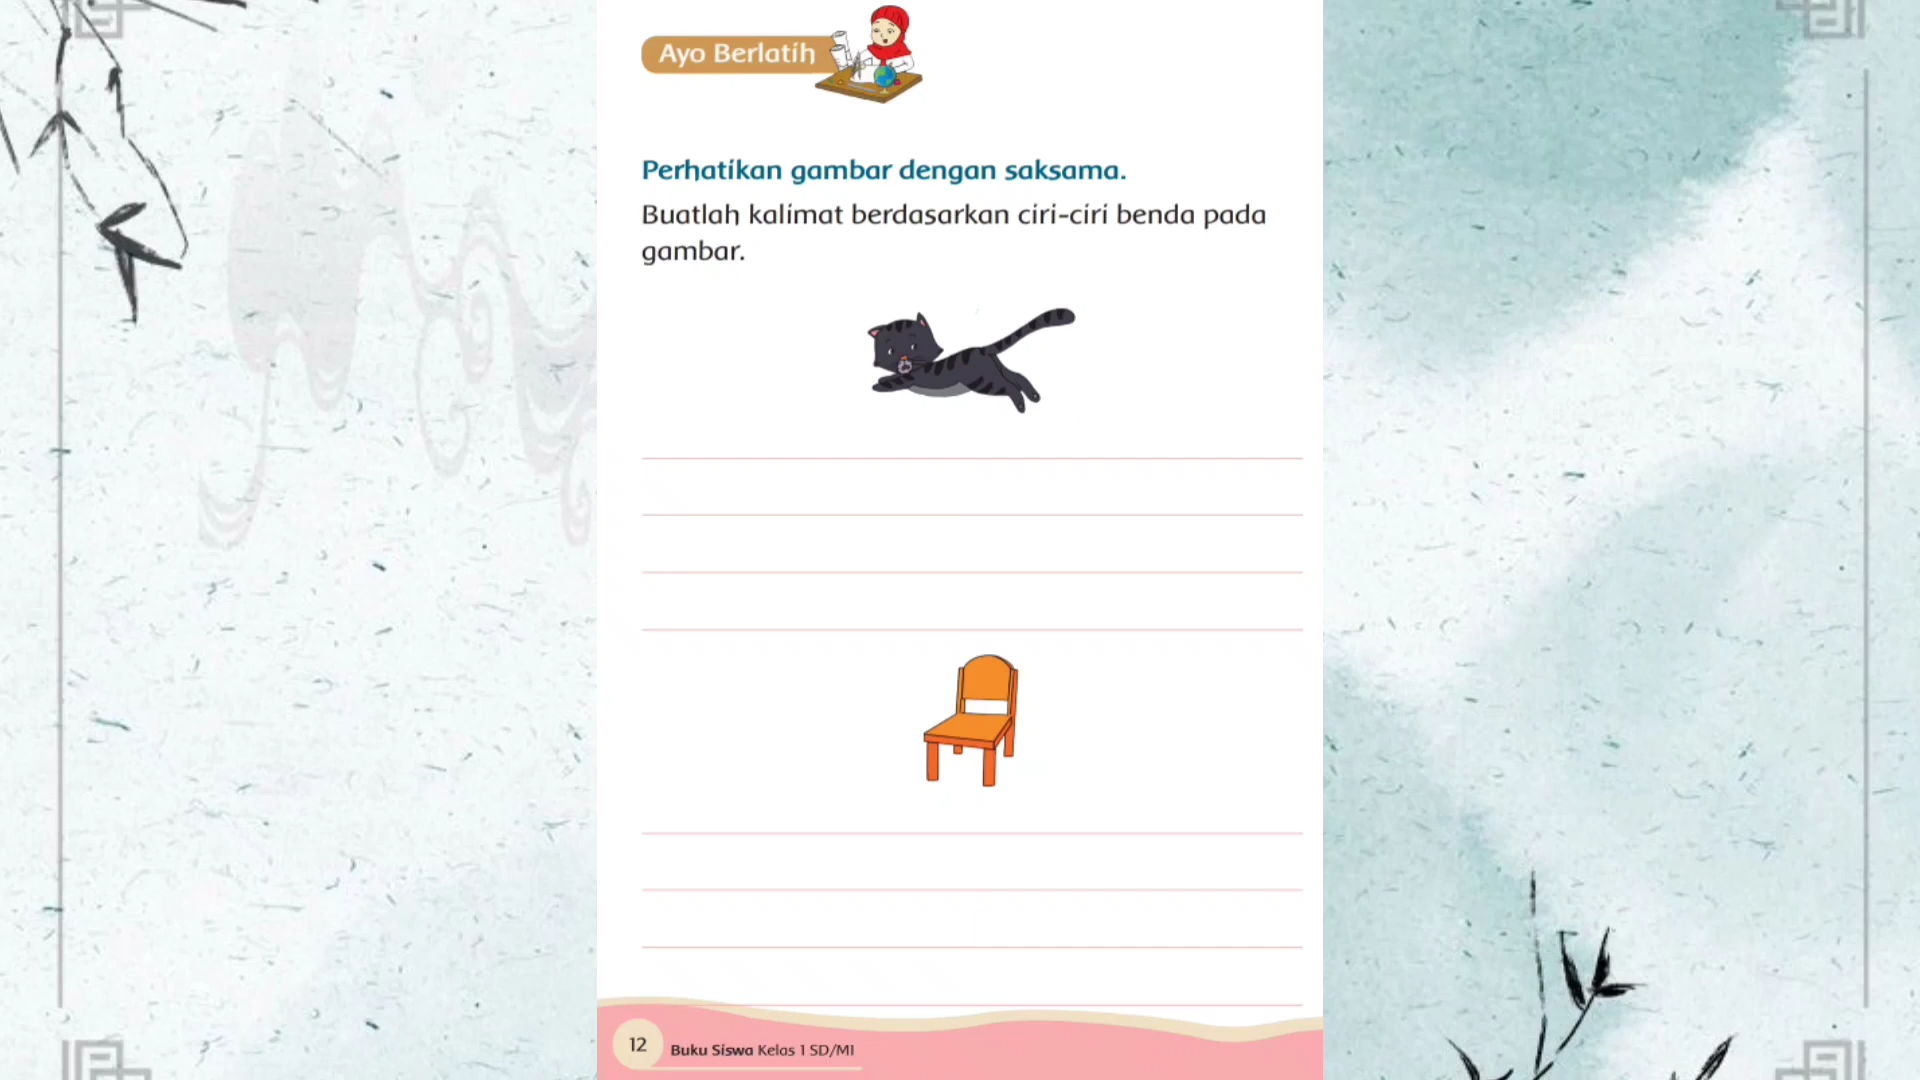 Ayo Berlatih
Perhatikan gambar dengan saksama.
Buatlah kalimat berdasarkan ciri-ciri benda pada
gambar.
12
Buku Siswa Kelas 1 SD/MI